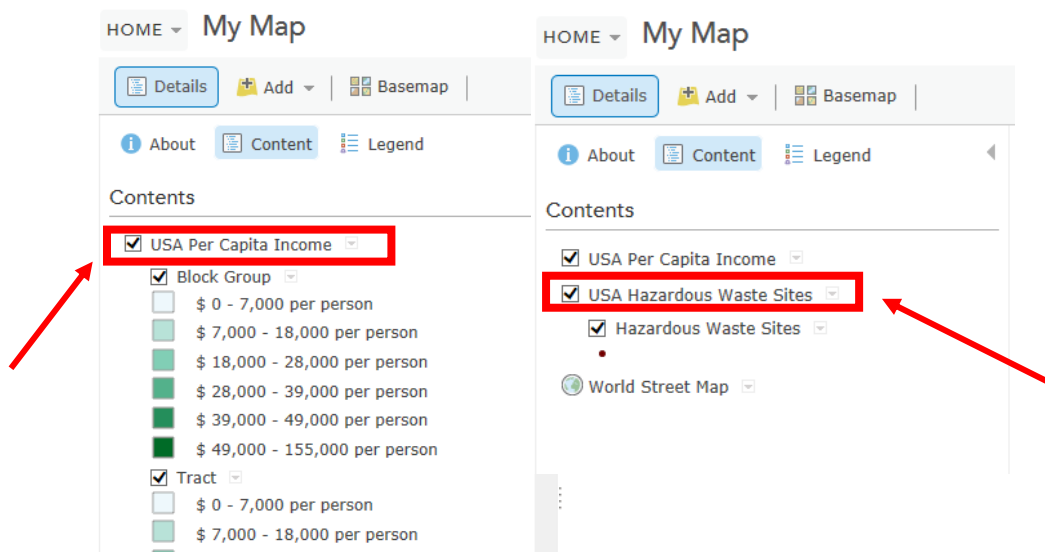 HOME My Map
Details Add Basemap
About Content Legend
Contents
USA Per Capita Income
Block Group
$ 0 - 7,000 per person
$ 7,000 - 18,000 per person
$ 18,000 - 28,000 per person
$ 28,000 - 39,000 per person
$ 39,000 - 49,000 per person
$ 49,000 - 155,000 per person
Tract
$ 0 - 7,000 per person
$ 7,000 - 18,000 per person
HOME My Map
Details Add Basemap
About Content Legend
Contents
USA Per Capita Income
USA Hazardous Waste Sites
Hazardous Waste Sites
World Street Map